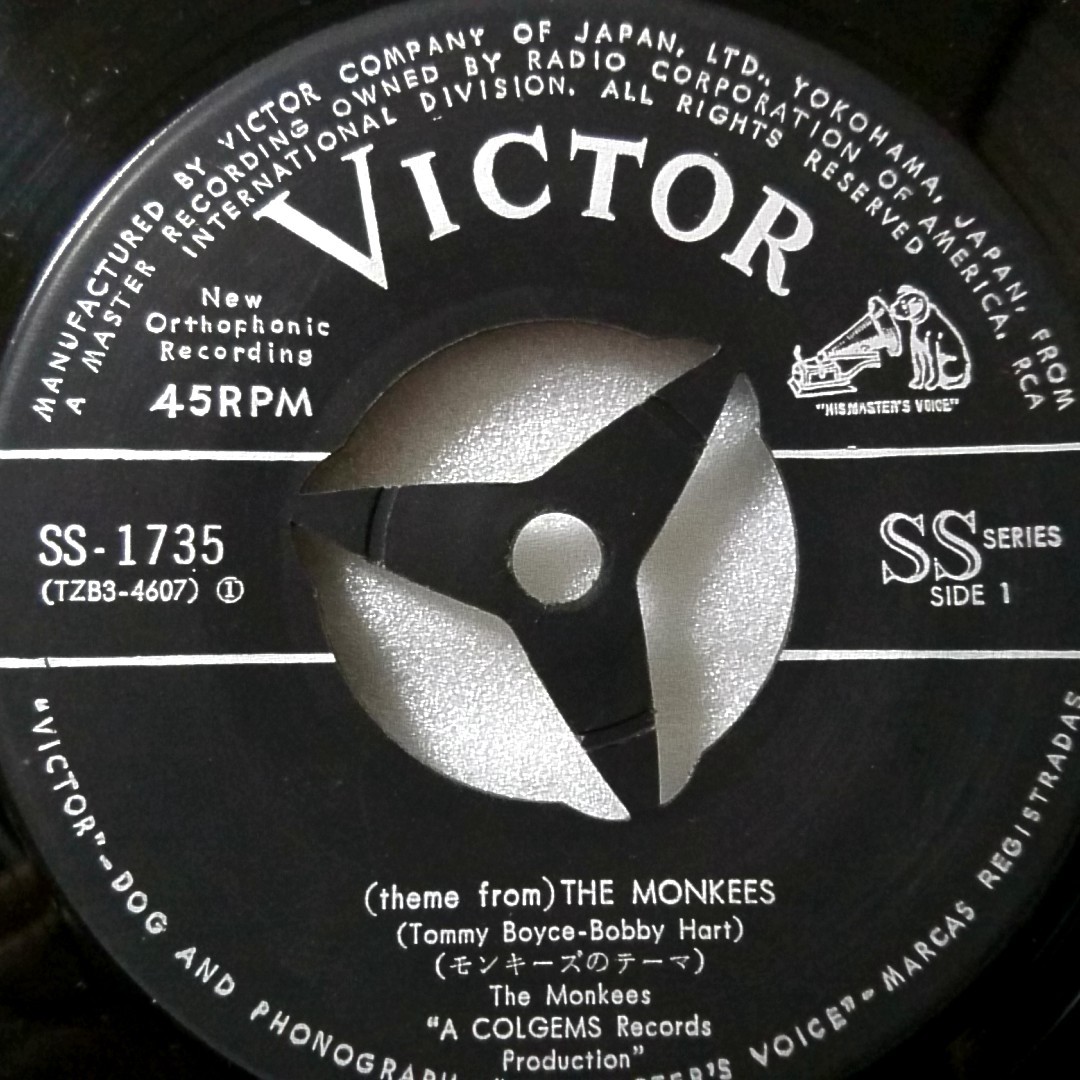 MANUFACTURED BY VICTOR COMPANY OF JAPAN, LTD., YOKOHAMA, JAPAN, FROM
A MASTER RECORDING OWNED BY RADIO CORPORATION OF AMERICA, RCA
INTERNATIONAL DIVISION. ALL RIGHTS RESERVED
VICTOR
New
Orthophonic
Recording
45RPM
"HIS MASTER'S VOICE"
SS-1735
(TZB3-4607) ①
SS SERIES
SIDE 1
(theme from) THE MONKEES
(Tommy Boyce-Bobby Hart)
(モンキーズのテーマ)
The Monkees
"A COLGEMS Records
Production"
"VICTOR"-DOG AND PHONOGRAPH VOICE"-MARCAS REGISTRADAS